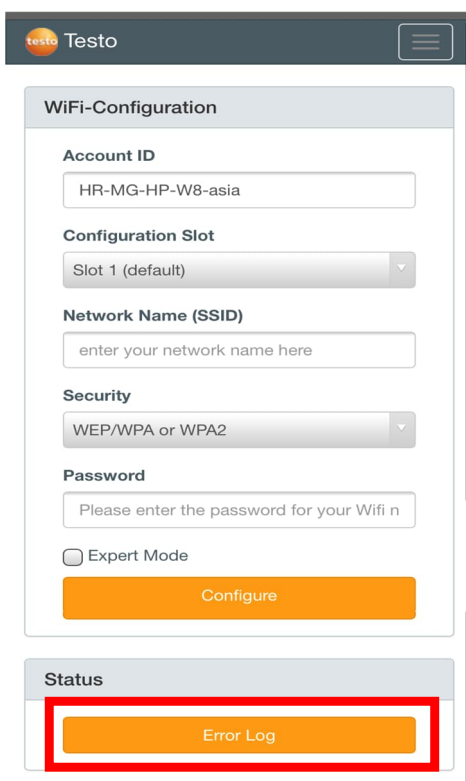 testo Testo
WiFi-Configuration
Account ID
HR-MG-HP-W8-asia
Configuration Slot
Slot 1 (default)
Network Name (SSID)
enter your network name here
Security
WEP/WPA or WPA2
Password
Please enter the password for your Wifi n
Expert Mode
Configure
Status
Error Log